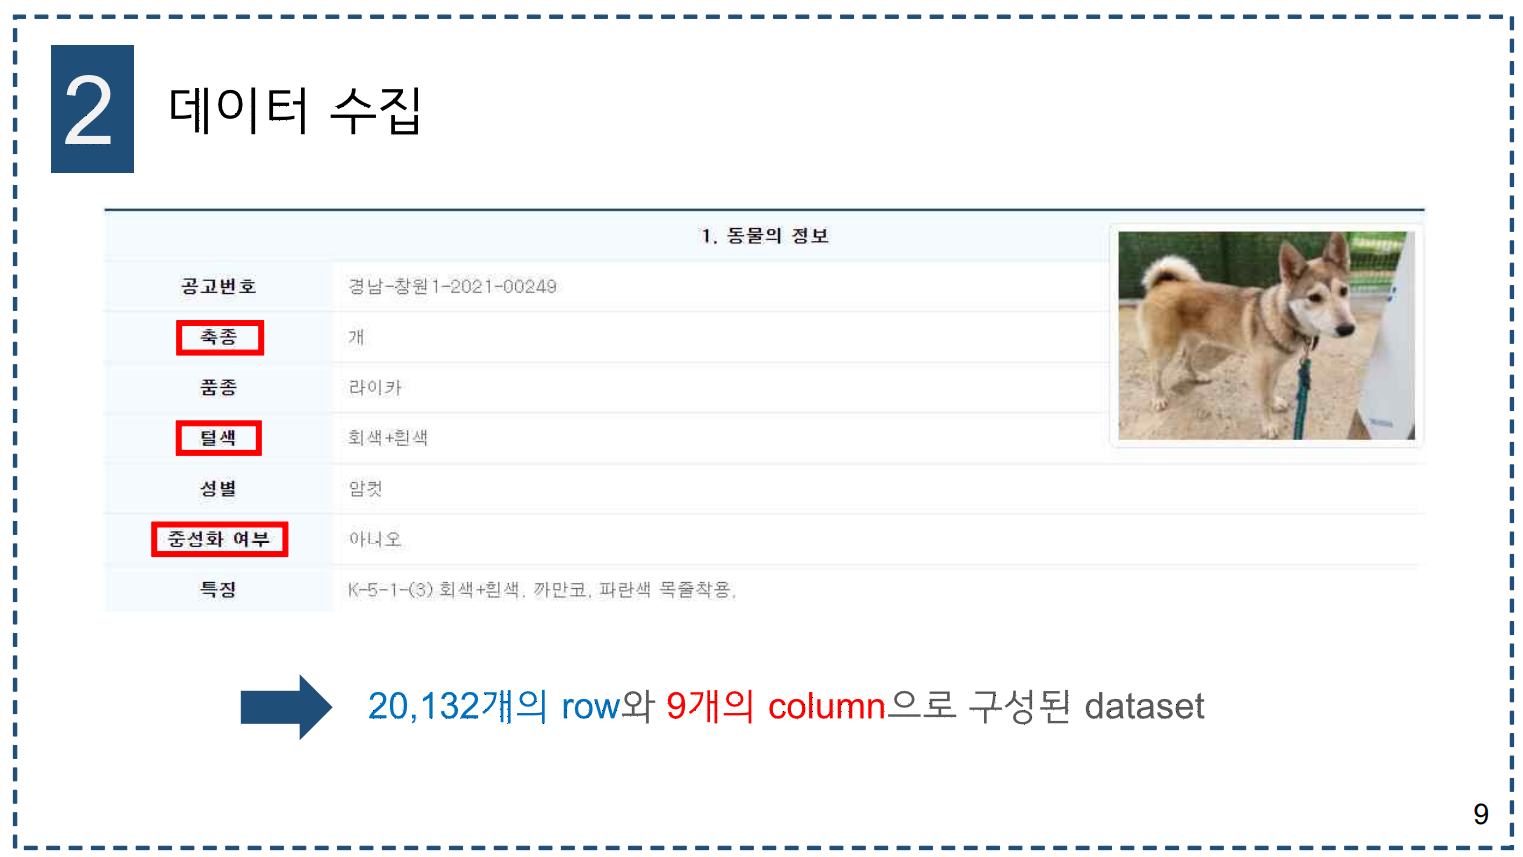 2
데이터 수집
1. 동물의 정보
공고번호 경남-창원1-2021-00249
축종 개
품종 라이카
털색 회색+흰색
성별 암컷
중성화 여부 아니오
특징 K-5-1-(3) 회색+흰색, 까만코, 파란색 목줄착용,
20,132개의 row와 9개의 column으로 구성된 dataset
9